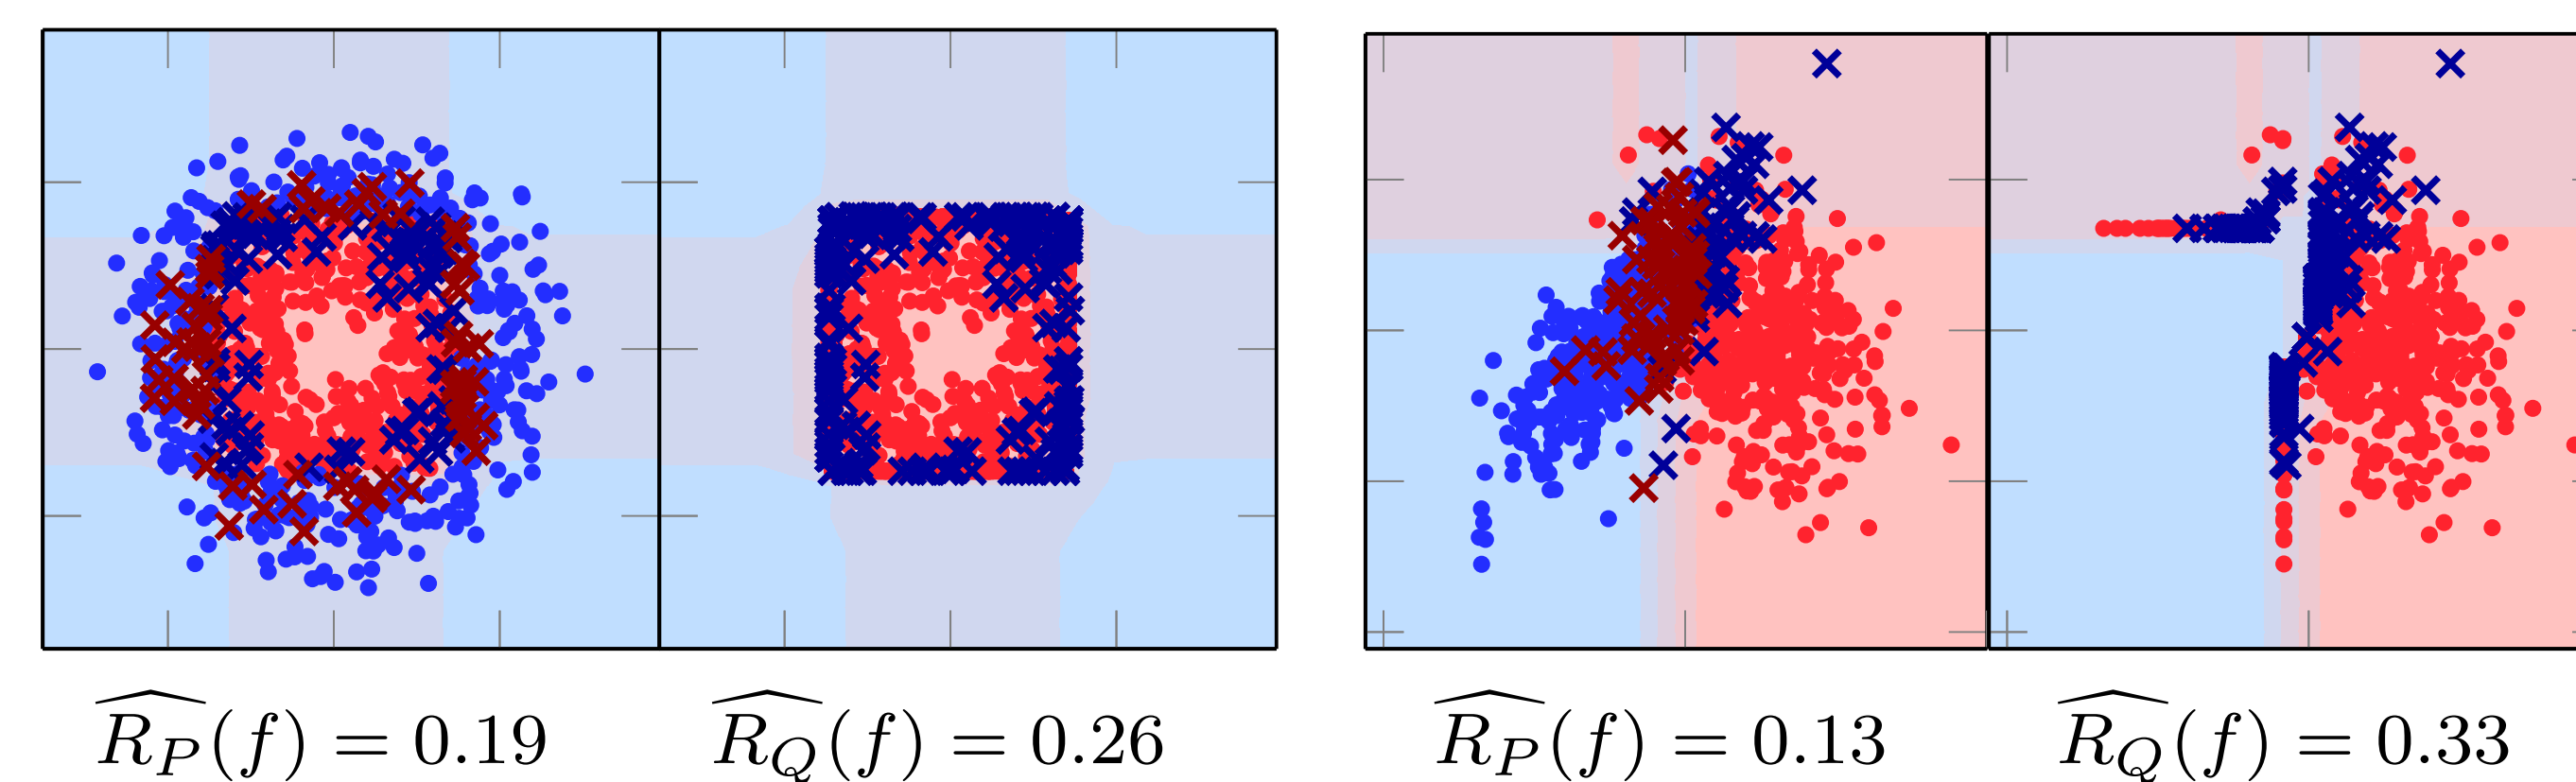 $\widehat{R_P}(f) = 0.19$ $\widehat{R_Q}(f) = 0.26$ $\widehat{R_P}(f) = 0.13$ $\widehat{R_Q}(f) = 0.33$